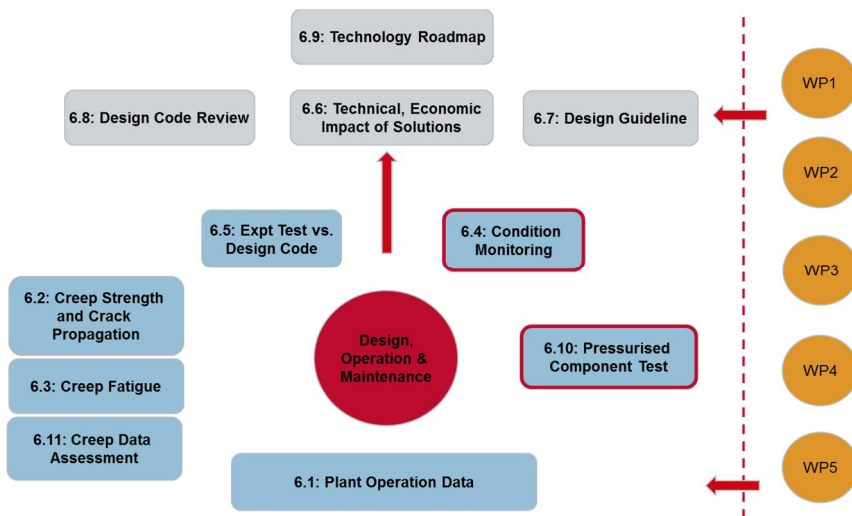 6.9: Technology Roadmap
WP1
6.8: Design Code Review
6.6: Technical, Economic
Impact of Solutions
6.7: Design Guideline
WP2
6.5: Expt Test vs.
Design Code
6.4: Condition
Monitoring
WP3
6.2: Creep Strength
and Crack
Propagation
Design,
Operation &
Maintenance
6.10: Pressurised
Component Test
WP4
6.3: Creep Fatigue
6.11: Creep Data
Assessment
6.1: Plant Operation Data
WP5